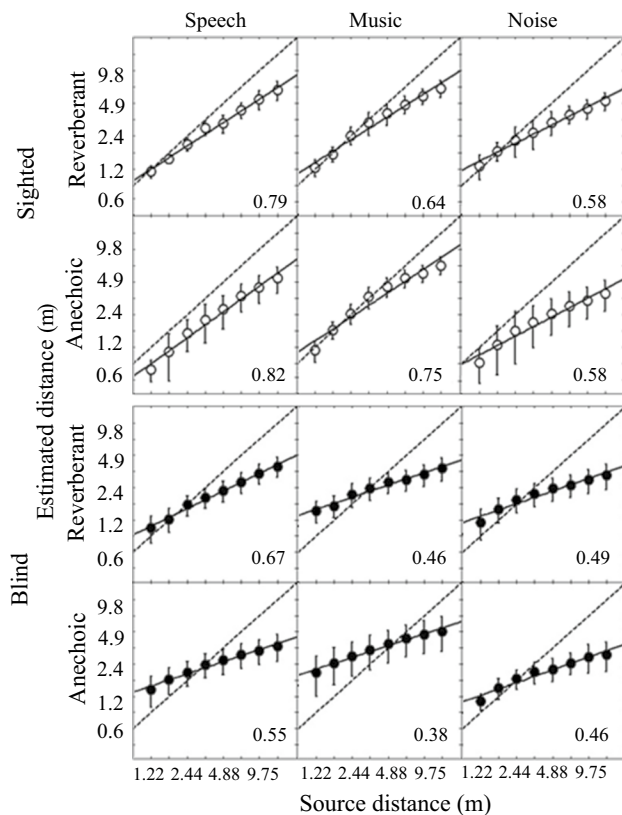 Speech Music Noise
Sighted
Estimated distance (m)
Blind
Reverberant
9.8
4.9
2.4
1.2
0.6
0.79 0.64 0.58
Anechoic
9.8
4.9
2.4
1.2
0.6
0.82 0.75 0.58
Reverberant
9.8
4.9
2.4
1.2
0.6
0.67 0.46 0.49
Anechoic
9.8
4.9
2.4
1.2
0.6
0.55 0.38 0.46
1.22 2.44 4.88 9.75 1.22 2.44 4.88 9.75 1.22 2.44 4.88 9.75
Source distance (m)